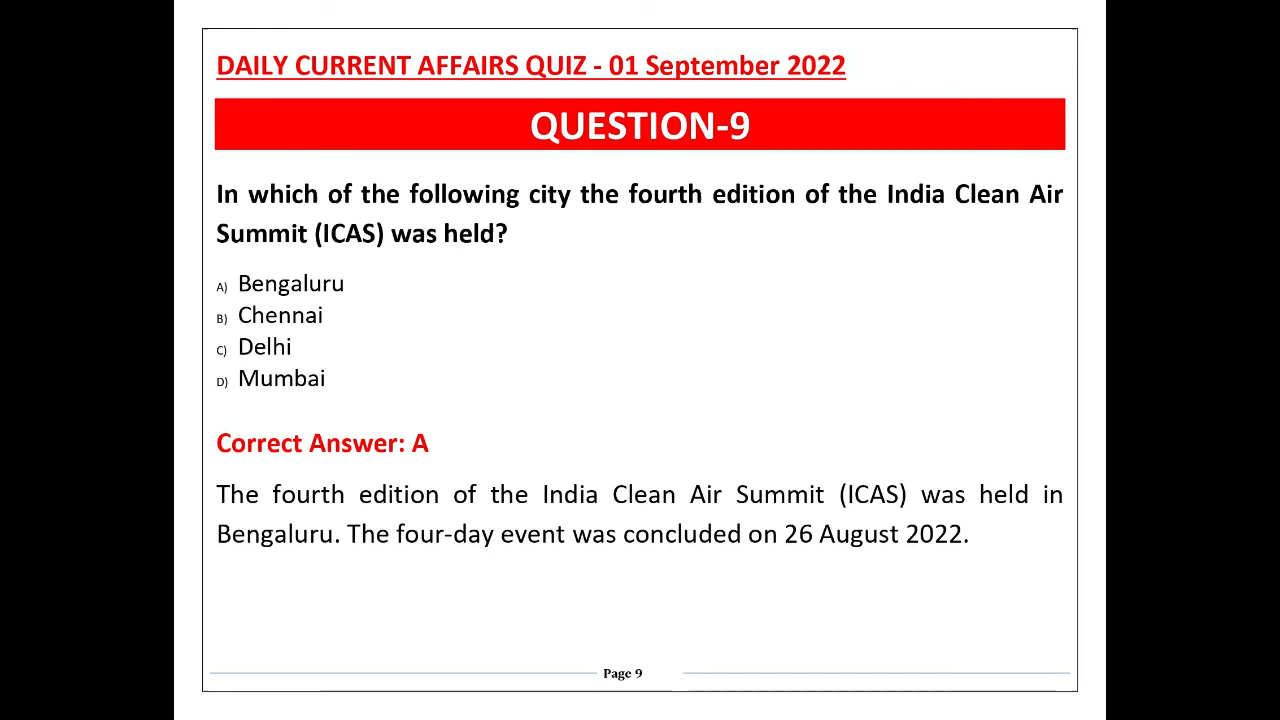 DAILY CURRENT AFFAIRS QUIZ - 01 September 2022
QUESTION-9
In which of the following city the fourth edition of the India Clean Air
Summit (ICAS) was held?
A) Bengaluru
B) Chennai
C) Delhi
D) Mumbai
Correct Answer: A
The fourth edition of the India Clean Air Summit (ICAS) was held in
Bengaluru. The four-day event was concluded on 26 August 2022.
Page 9